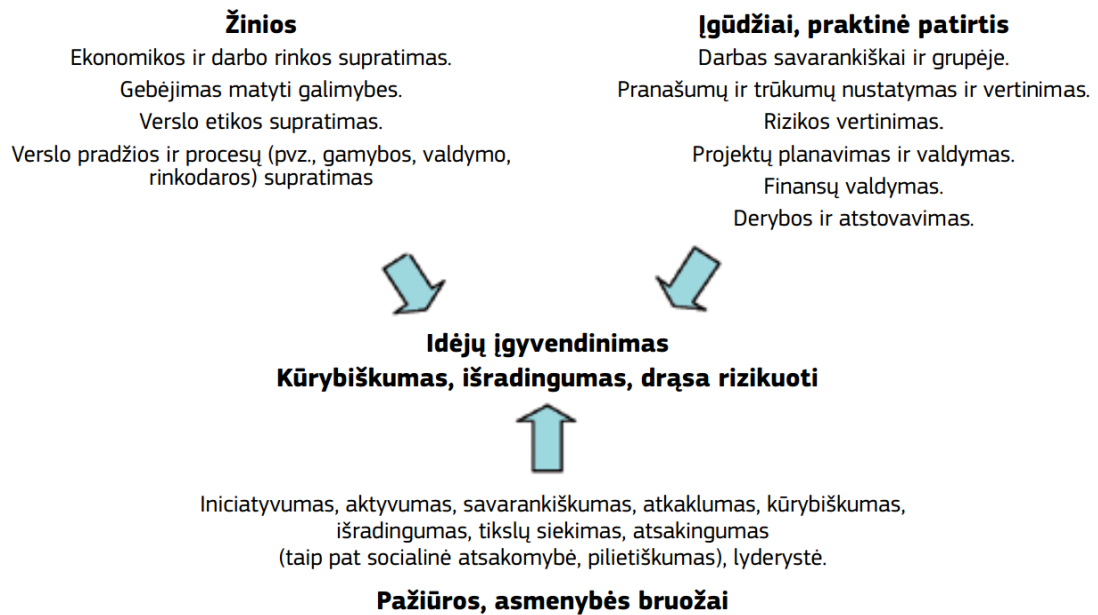 Žinios
Ekonomikos ir darbo rinkos supratimas.
Gebėjimas matyti galimybes.
Verslo etikos supratimas.
Verslo pradžios ir procesų (pvz., gamybos, valdymo,
rinkodaros) supratimas
Įgūdžiai, praktinė patirtis
Darbas savarankiškai ir grupėje.
Pranašumų ir trūkumų nustatymas ir vertinimas.
Rizikos vertinimas.
Projektų planavimas ir valdymas.
Finansų valdymas.
Derybos ir atstovavimas.
Idėjų įgyvendinimas
Kūrybiškumas, išradingumas, drąsa rizikuoti
Iniciatyvumas, aktyvumas, savarankiškumas, atkaklumas, kūrybiškumas,
išradingumas, tikslų siekimas, atsakingumas
(taip pat socialinė atsakomybė, pilietiškumas), lyderystė.
Pažiūros, asmenybės bruožai